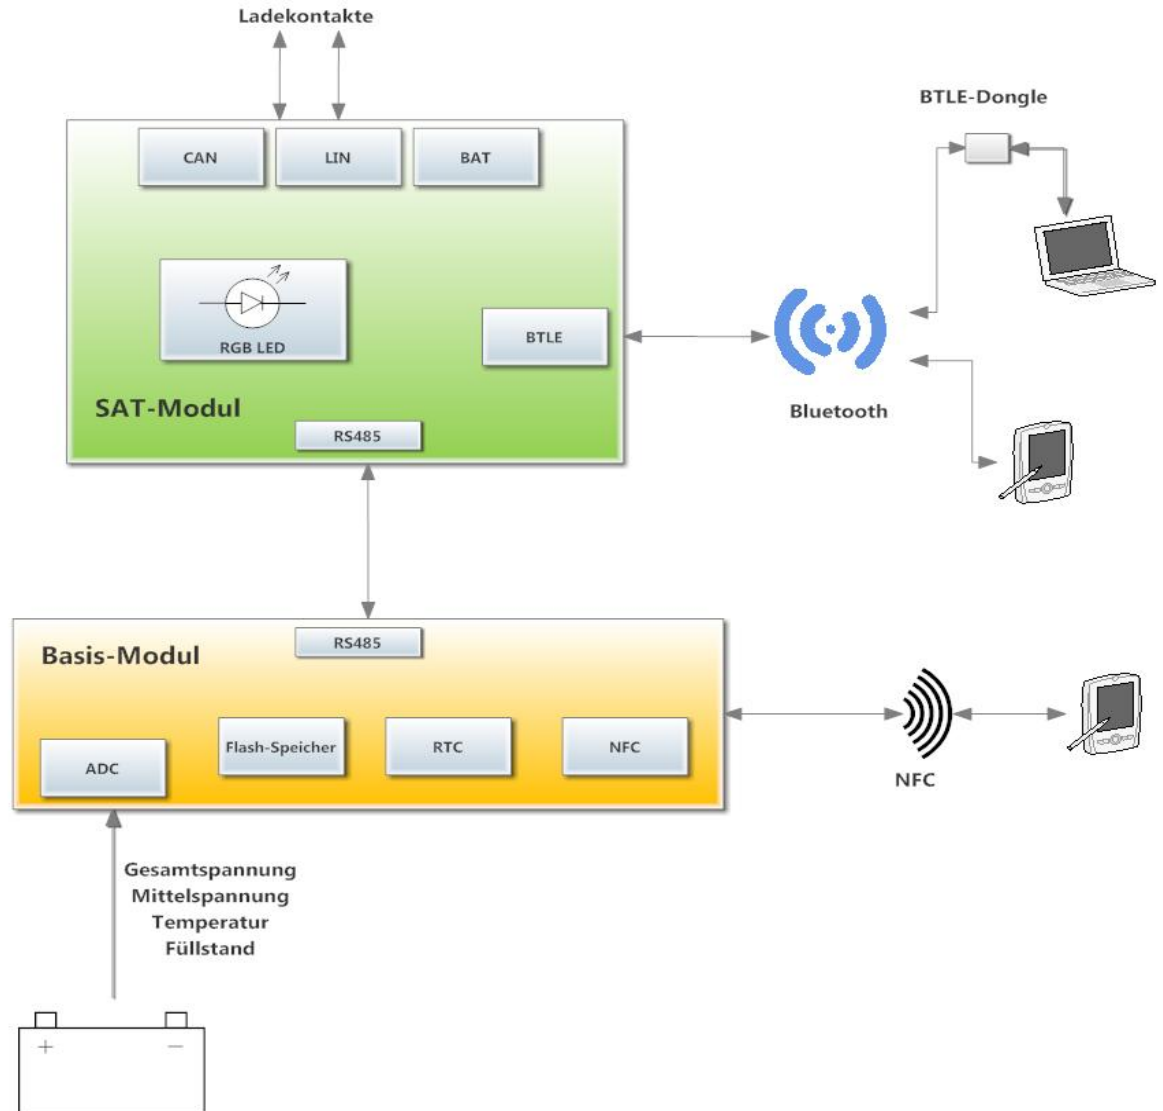 Ladekontakte
BTLE-Dongle
CAN
LIN
BAT
RGB LED
BTLE
SAT-Modul
Bluetooth
RS485
RS485
Basis-Modul
Flash-Speicher
RTC
NFC
ADC
NFC
Gesamtspannung
Mittelspannung
Temperatur
Füllstand
+
−